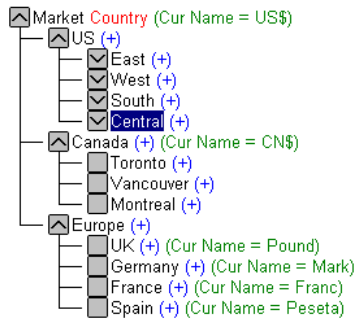 Market Country (Cur Name = US$)
US (+)
East (+)
West (+)
South (+)
Central (+)
Canada (+) (Cur Name = CN$)
Toronto (+)
Vancouver (+)
Montreal (+)
Europe (+)
UK (+) (Cur Name = Pound)
Germany (+) (Cur Name = Mark)
France (+) (Cur Name = Franc)
Spain (+) (Cur Name = Peseta)